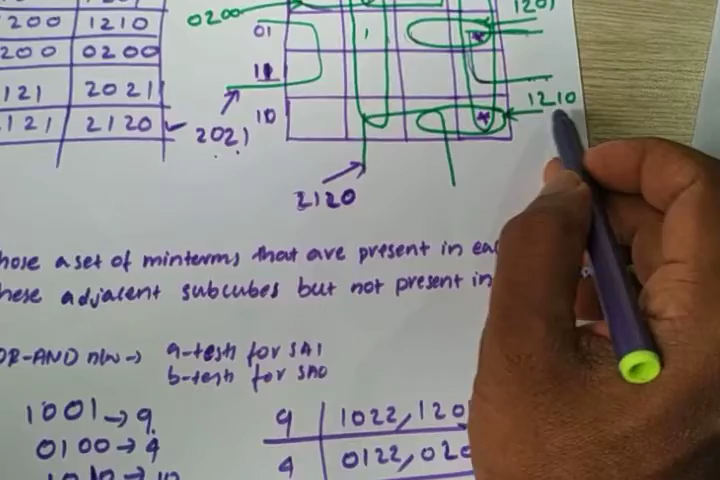 200 1210
200 0200
121 2021
121 2120 ✓
0200
01
11
10
2021
2120
1201
1210
hose a set of minterms that are present in ea
hese adjacent subcubes but not present in
OR-AND n/w → a-tests for SA1
b-tests for SA0
1001 → 9
0100 → 4
1010 → 10
9 1022, 120
4 0122, 020